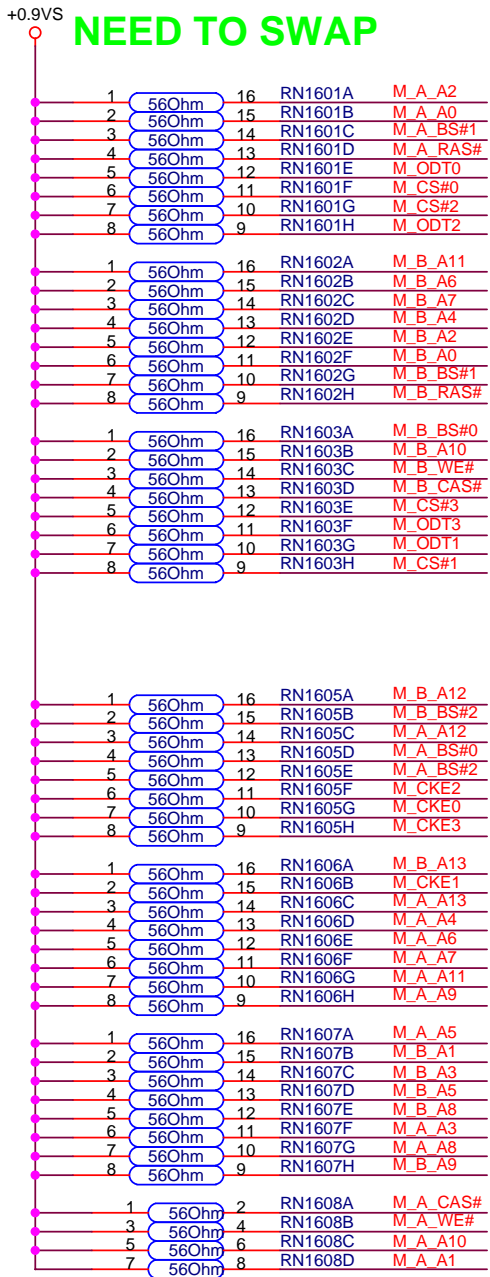 +0.9VS
NEED TO SWAP
1 56Ohm 16 RN1601A M_A_A2
2 56Ohm 15 RN1601B M_A_A0
3 56Ohm 14 RN1601C M_A_BS#1
4 56Ohm 13 RN1601D M_A_RAS#
5 56Ohm 12 RN1601E M_ODT0
6 56Ohm 11 RN1601F M_CS#0
7 56Ohm 10 RN1601G M_CS#2
8 56Ohm 9 RN1601H M_ODT2
1 56Ohm 16 RN1602A M_B_A11
2 56Ohm 15 RN1602B M_B_A6
3 56Ohm 14 RN1602C M_B_A7
4 56Ohm 13 RN1602D M_B_A4
5 56Ohm 12 RN1602E M_B_A2
6 56Ohm 11 RN1602F M_B_A0
7 56Ohm 10 RN1602G M_B_BS#1
8 56Ohm 9 RN1602H M_B_RAS#
1 56Ohm 16 RN1603A M_B_BS#0
2 56Ohm 15 RN1603B M_B_A10
3 56Ohm 14 RN1603C M_B_WE#
4 56Ohm 13 RN1603D M_B_CAS#
5 56Ohm 12 RN1603E M_CS#3
6 56Ohm 11 RN1603F M_ODT3
7 56Ohm 10 RN1603G M_ODT1
8 56Ohm 9 RN1603H M_CS#1
1 56Ohm 16 RN1605A M_B_A12
2 56Ohm 15 RN1605B M_B_BS#2
3 56Ohm 14 RN1605C M_A_A12
4 56Ohm 13 RN1605D M_A_BS#0
5 56Ohm 12 RN1605E M_A_BS#2
6 56Ohm 11 RN1605F M_CKE2
7 56Ohm 10 RN1605G M_CKE0
8 56Ohm 9 RN1605H M_CKE3
1 56Ohm 16 RN1606A M_B_A13
2 56Ohm 15 RN1606B M_CKE1
3 56Ohm 14 RN1606C M_A_A13
4 56Ohm 13 RN1606D M_A_A4
5 56Ohm 12 RN1606E M_A_A6
6 56Ohm 11 RN1606F M_A_A7
7 56Ohm 10 RN1606G M_A_A11
8 56Ohm 9 RN1606H M_A_A9
1 56Ohm 16 RN1607A M_A_A5
2 56Ohm 15 RN1607B M_B_A1
3 56Ohm 14 RN1607C M_B_A3
4 56Ohm 13 RN1607D M_B_A5
5 56Ohm 12 RN1607E M_B_A8
6 56Ohm 11 RN1607F M_A_A3
7 56Ohm 10 RN1607G M_A_A8
8 56Ohm 9 RN1607H M_B_A9
1 56Ohm 2 RN1608A M_A_CAS#
3 56Ohm 4 RN1608B M_A_WE#
5 56Ohm 6 RN1608C M_A_A10
7 56Ohm 8 RN1608D M_A_A1